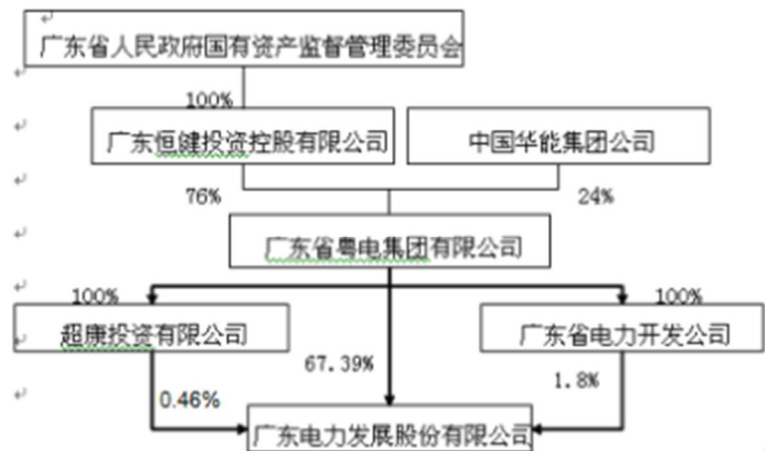 广东省人民政府国有资产监督管理委员会
100%
广东恒健投资控股有限公司
中国华能集团公司
76%
24%
广东省粤电集团有限公司
100%
100%
超康投资有限公司
广东省电力开发公司
67.39%
1.8%
0.46%
广东电力发展股份有限公司